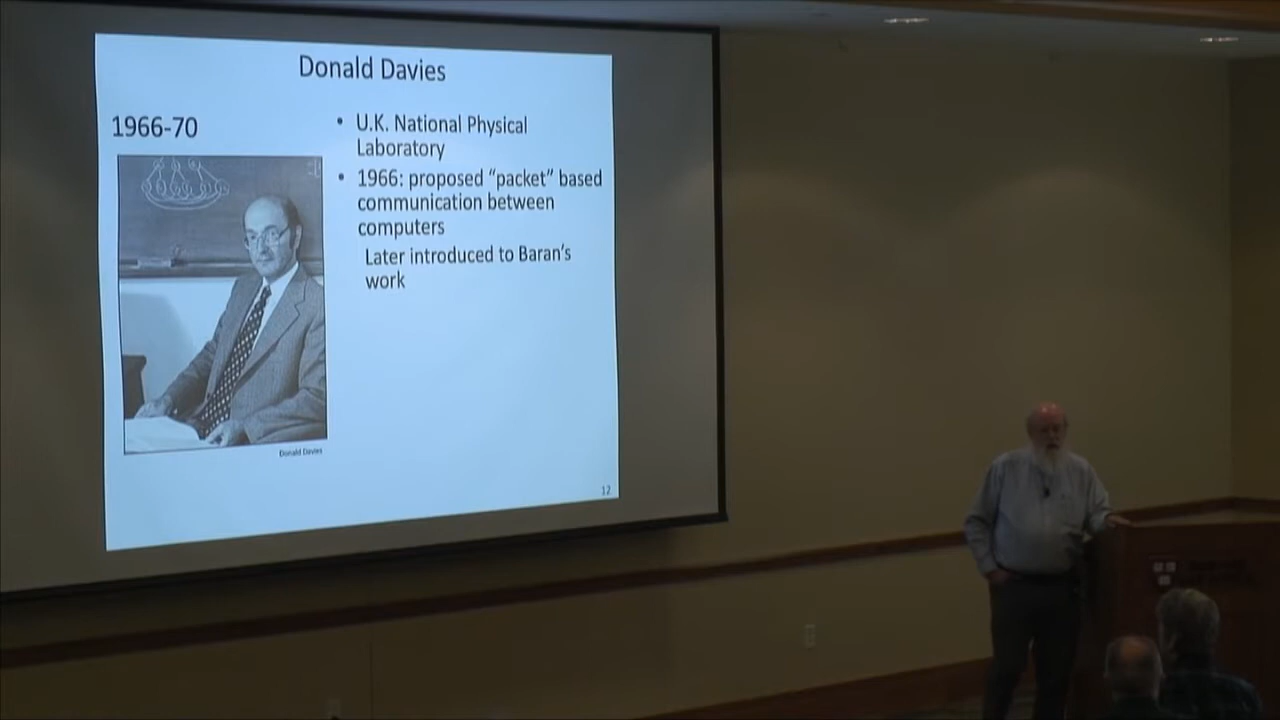 Donald Davies
1966-70
• U.K. National Physical
Laboratory
• 1966: proposed “packet” based
communication between
computers
Later introduced to Baran’s
work
Donald Davies
12